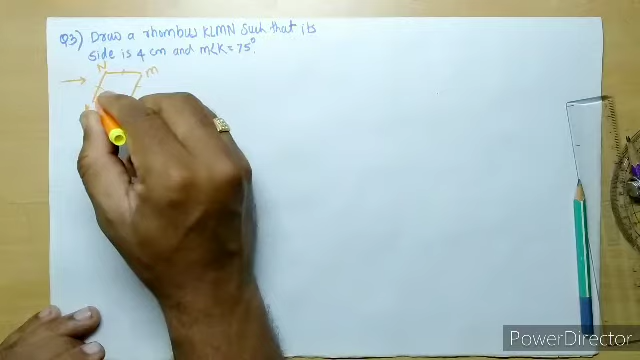 Q3) Draw a rhombus KLMN such that its
side is 4 cm and m∠K = 75°.
N M
PowerDirector